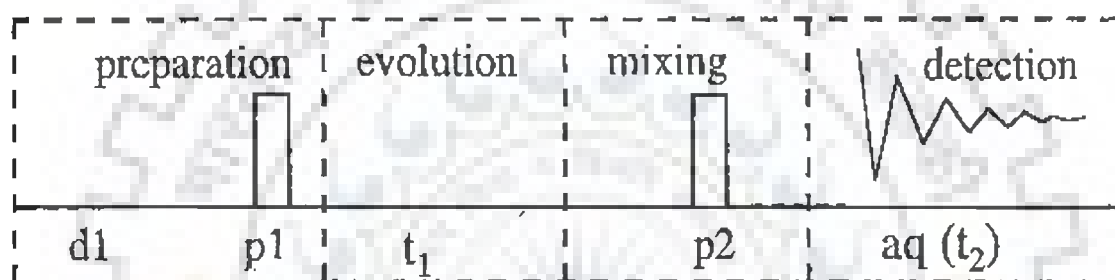 preparation evolution mixing detection
d1 p1 t₁ p2 aq (t₂)